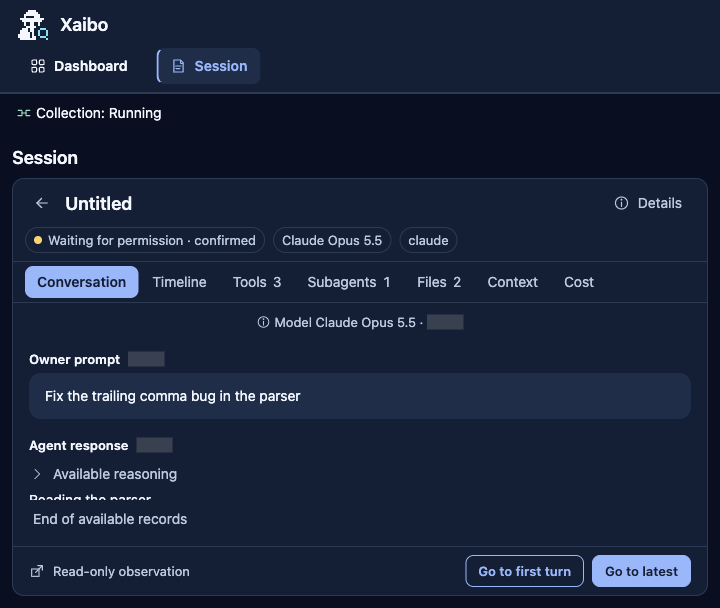 Xaibo
Dashboard
Session
Collection: Running
Session
Untitled
Details
Waiting for permission · confirmed
Claude Opus 5.5
claude
Conversation
Timeline
Tools 3
Subagents 1
Files 2
Context
Cost
Model Claude Opus 5.5 ·
Owner prompt
Fix the trailing comma bug in the parser
Agent response
Available reasoning
Reading the parser
End of available records
Read-only observation
Go to first turn
Go to latest